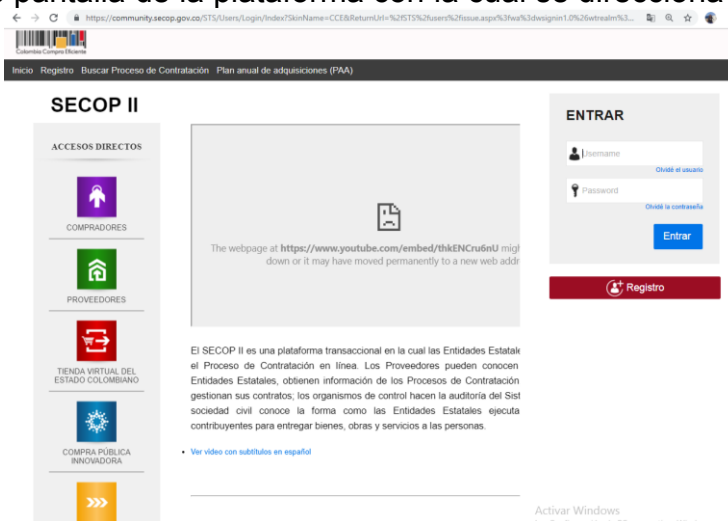 pantalla de la plataforma con la cual se direcciona
https://community.secop.gov.co/STS/Users/Login/Index?SkinName=CCE&ReturnUrl=%2fSTS%2fusers%2fissue.aspx%3fwa%3dwsignin1.0%26wtrealm%3...
Colombia Compra Eficiente
Inicio Registro Buscar Proceso de Contratación Plan anual de adquisiciones (PAA)
SECOP II
ACCESOS DIRECTOS
COMPRADORES
PROVEEDORES
TIENDA VIRTUAL DEL
ESTADO COLOMBIANO
COMPRA PÚBLICA
INNOVADORA
The webpage at https://www.youtube.com/embed/thkENCru6nU migh
down or it may have moved permanently to a new web addr
El SECOP II es una plataforma transaccional en la cual las Entidades Estatale
el Proceso de Contratación en línea. Los Proveedores pueden conocen
Entidades Estatales, obtienen información de los Procesos de Contratación
gestionan sus contratos; los organismos de control hacen la auditoría del Sist
sociedad civil conoce la forma como las Entidades Estatales ejecuta
contribuyentes para entregar bienes, obras y servicios a las personas.
Ver video con subtítulos en español
ENTRAR
Username
Olvidé el usuario
Password
Olvidé la contraseña
Entrar
Registro
Activar Windows